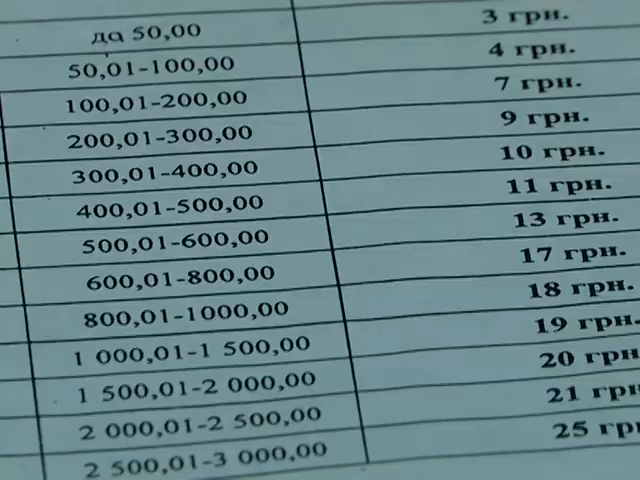 да 50,00 3 грн.
50,01-100,00 4 грн.
100,01-200,00 7 грн.
200,01-300,00 9 грн.
300,01-400,00 10 грн.
400,01-500,00 11 грн.
500,01-600,00 13 грн.
600,01-800,00 17 грн.
800,01-1000,00 18 грн.
1 000,01-1 500,00 19 грн.
1 500,01-2 000,00 20 грн
2 000,01-2 500,00 21 грн
2 500,01-3 000,00 25 грн